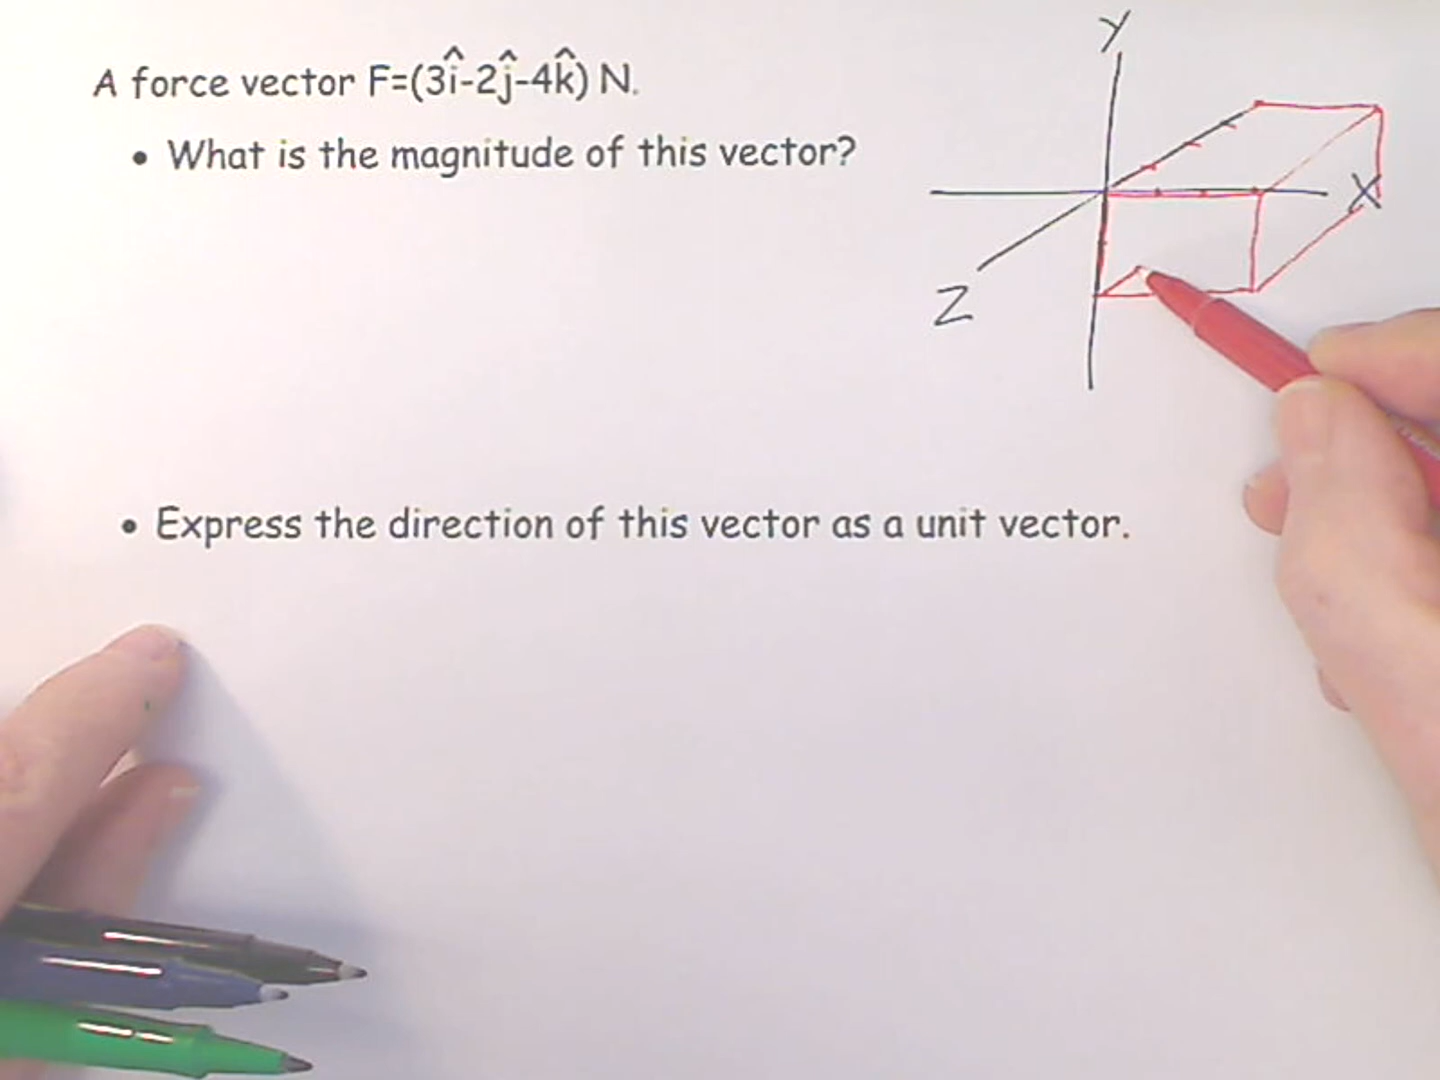 A force vector F=(3î-2ĵ-4k̂) N.
• What is the magnitude of this vector?
• Express the direction of this vector as a unit vector.
Y
X
Z